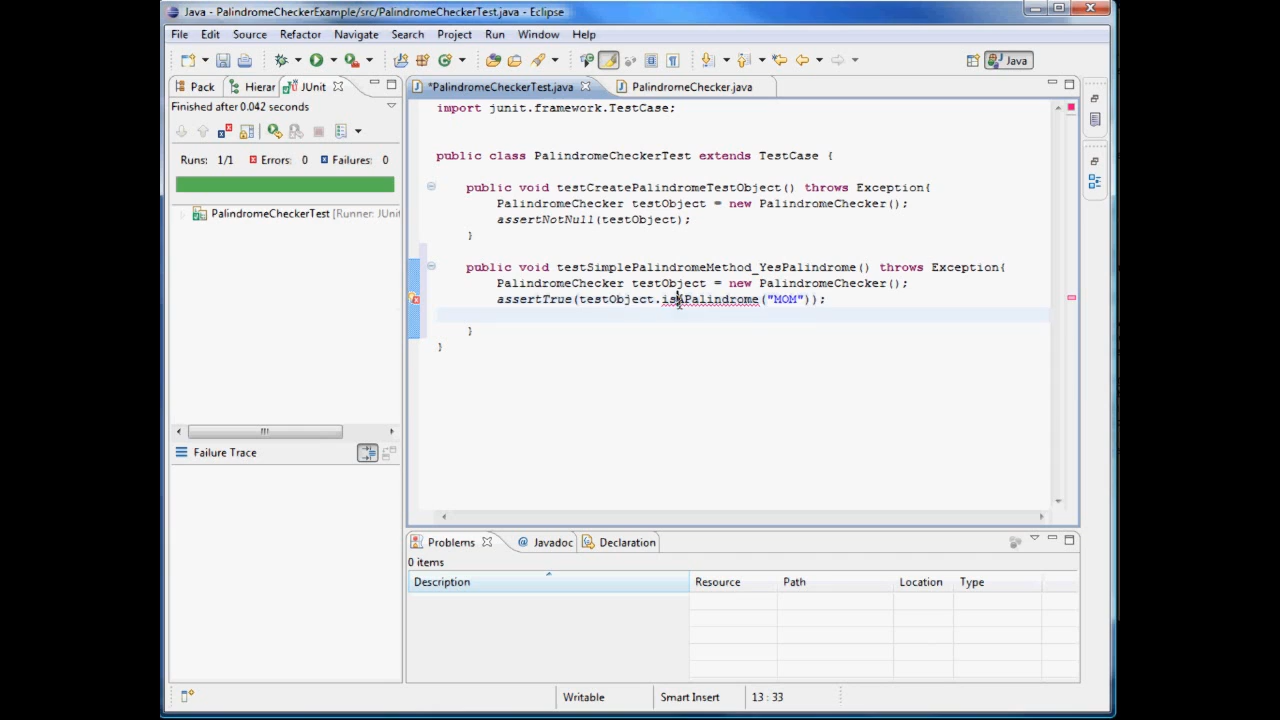 Java - PalindromeCheckerExample/src/PalindromeCheckerTest.java - Eclipse
File Edit Source Refactor Navigate Search Project Run Window Help
Java
Pack Hierar JUnit *PalindromeCheckerTest.java PalindromeChecker.java
Finished after 0.042 seconds
Runs: 1/1 Errors: 0 Failures: 0
PalindromeCheckerTest [Runner: JUnit
Failure Trace
import junit.framework.TestCase;
public class PalindromeCheckerTest extends TestCase {
public void testCreatePalindromeTestObject() throws Exception{
PalindromeChecker testObject = new PalindromeChecker();
assertNotNull(testObject);
}
public void testSimplePalindromeMethod_YesPalindrome() throws Exception{
PalindromeChecker testObject = new PalindromeChecker();
assertTrue(testObject.isAPalindrome("MOM"));
}
}
Problems @ Javadoc Declaration
0 items
Description Resource Path Location Type
Writable Smart Insert 13 : 33